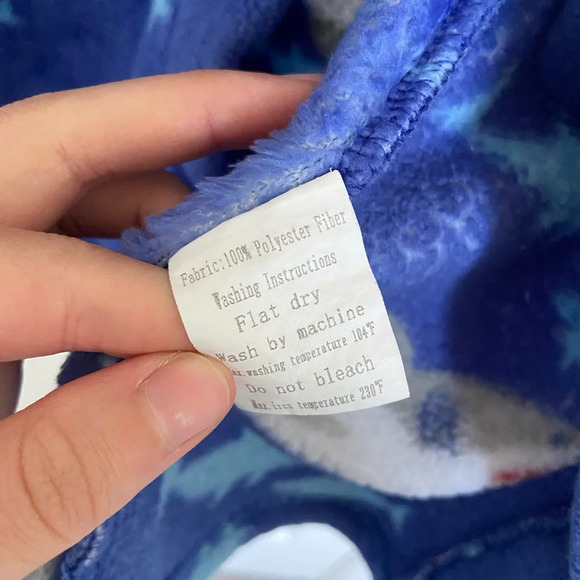 Fabric:100% Polyester Fiber
Washing Instructions
Flat dry
Wash by machine
Max.washing temperature 104°F
Do not bleach
Max.iron temperature 230°F